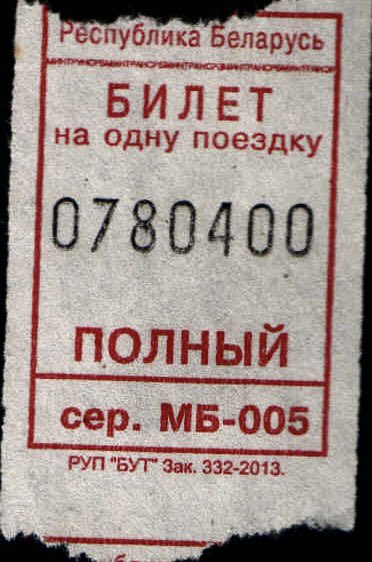 Республика Беларусь
БИЛЕТ
на одну поездку
0780400
ПОЛНЫЙ
сер. МБ-005
РУП "БУТ" Зак. 332-2013.